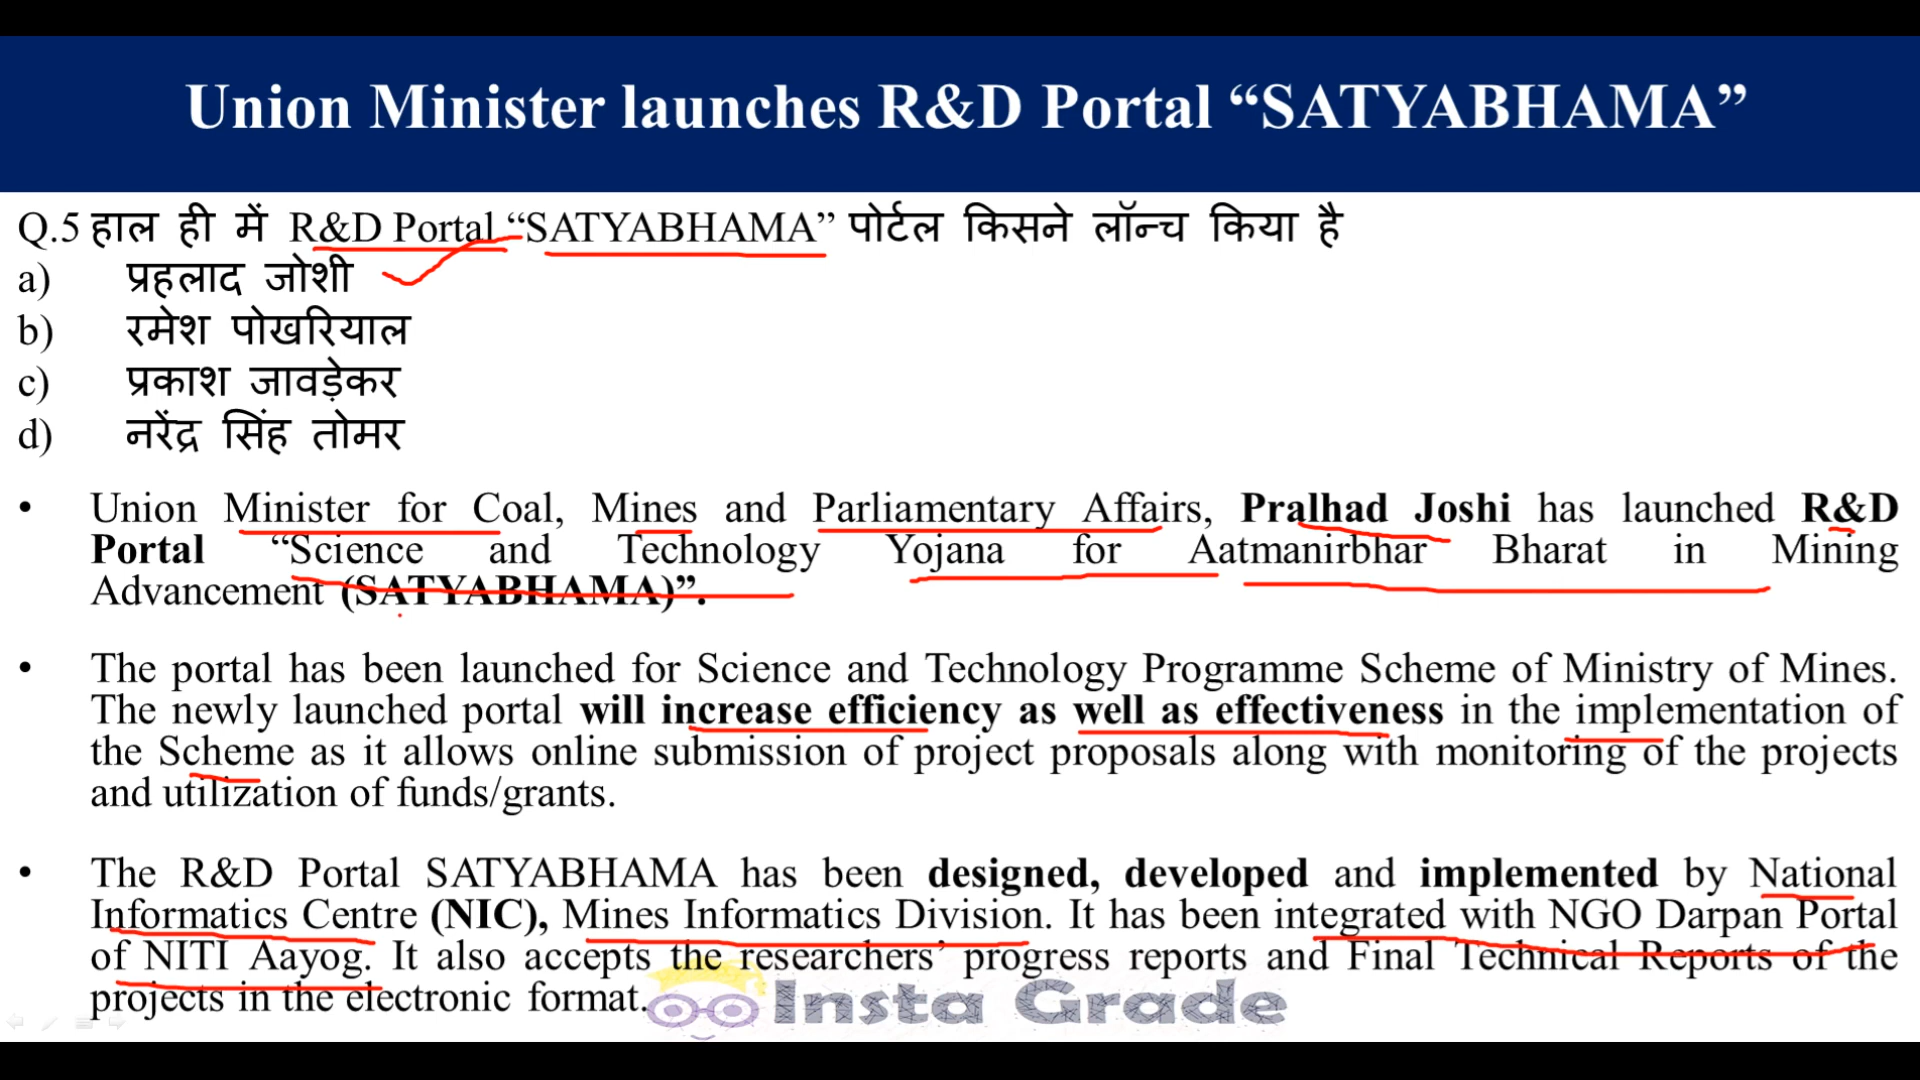 Union Minister launches R&D Portal “SATYABHAMA”
Q.5 हाल ही में R&D Portal “SATYABHAMA” पोर्टल किसने लॉन्च किया है
a) प्रहलाद जोशी
b) रमेश पोखरियाल
c) प्रकाश जावड़ेकर
d) नरेंद्र सिंह तोमर
• Union Minister for Coal, Mines and Parliamentary Affairs, Pralhad Joshi has launched R&D
Portal “Science and Technology Yojana for Aatmanirbhar Bharat in Mining
Advancement (SATYABHAMA)”.
• The portal has been launched for Science and Technology Programme Scheme of Ministry of Mines.
The newly launched portal will increase efficiency as well as effectiveness in the implementation of
the Scheme as it allows online submission of project proposals along with monitoring of the projects
and utilization of funds/grants.
• The R&D Portal SATYABHAMA has been designed, developed and implemented by National
Informatics Centre (NIC), Mines Informatics Division. It has been integrated with NGO Darpan Portal
of NITI Aayog. It also accepts the researchers’ progress reports and Final Technical Reports of the
projects in the electronic format.
Insta Grade